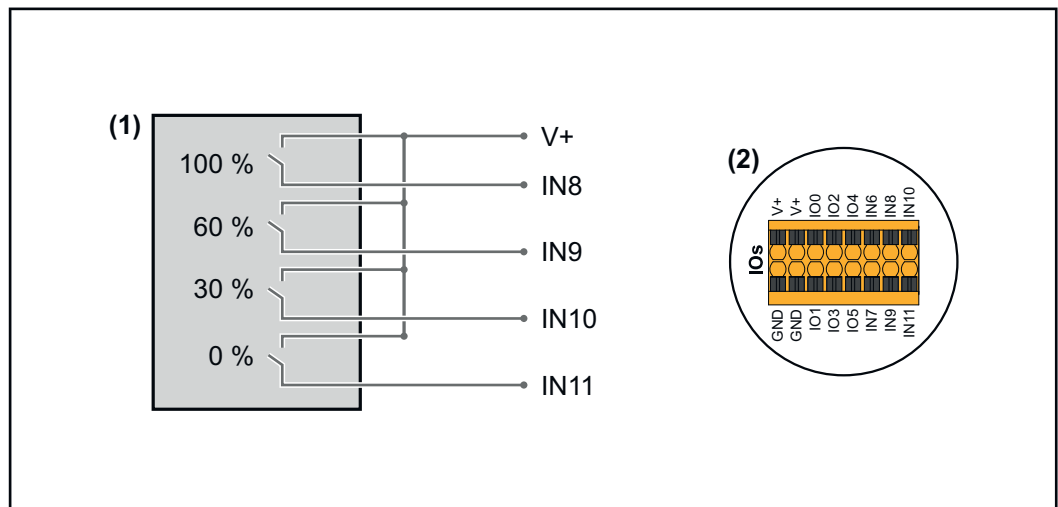 (1)
100 %
60 %
30 %
0 %
V+
IN8
IN9
IN10
IN11
(2)
V+ V+ IO0 IO2 IO4 IN6 IN8 IN10
IOs
GND GND IO1 IO3 IO5 IN7 IN9 IN11